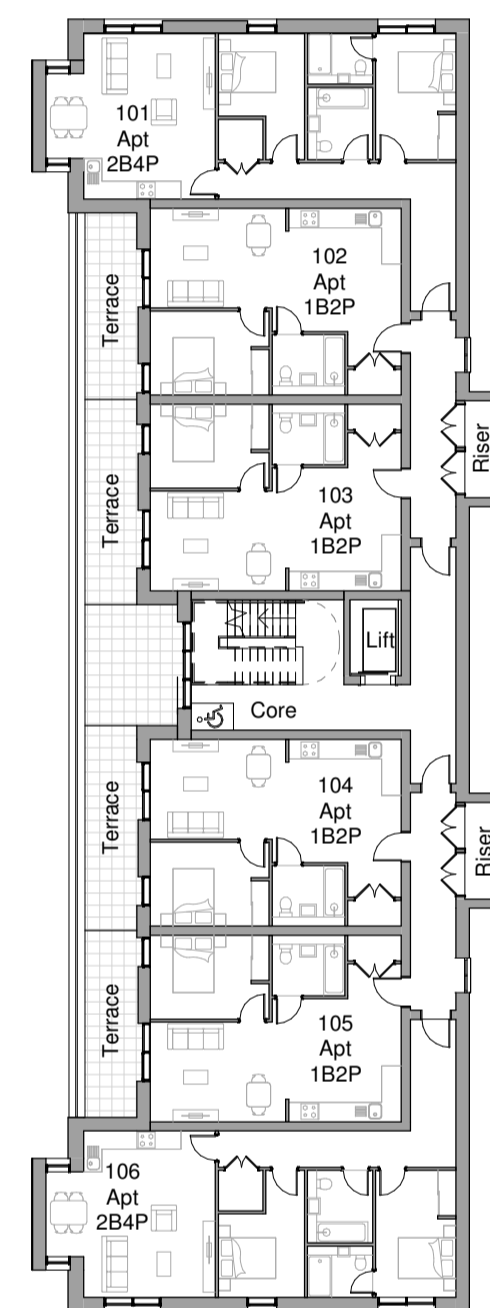 101
Apt
2B4P
Terrace
102
Apt
1B2P
Terrace
103
Apt
1B2P
Riser
Lift
Core
Terrace
104
Apt
1B2P
Riser
Terrace
105
Apt
1B2P
106
Apt
2B4P